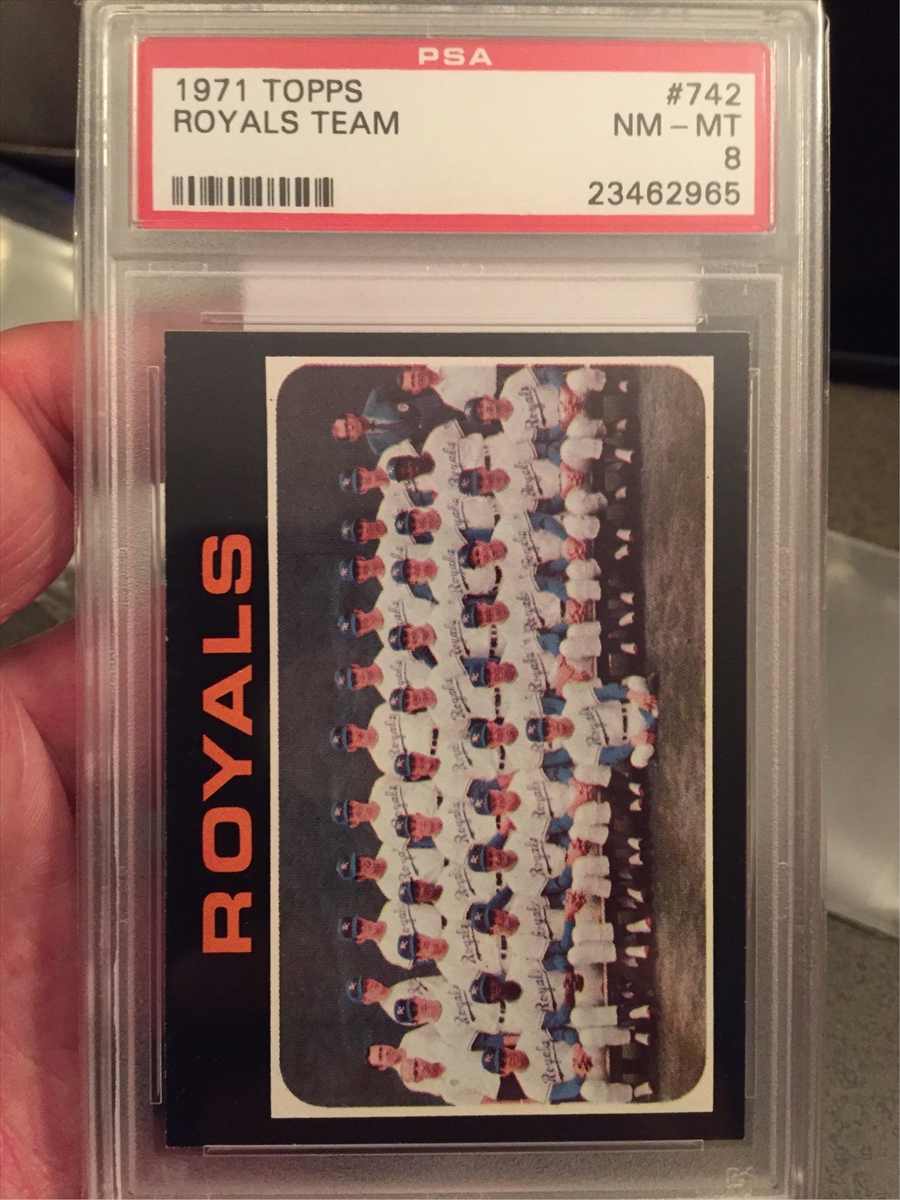 PSA
1971 TOPPS #742
ROYALS TEAM NM - MT
8
23462965
ROYALS